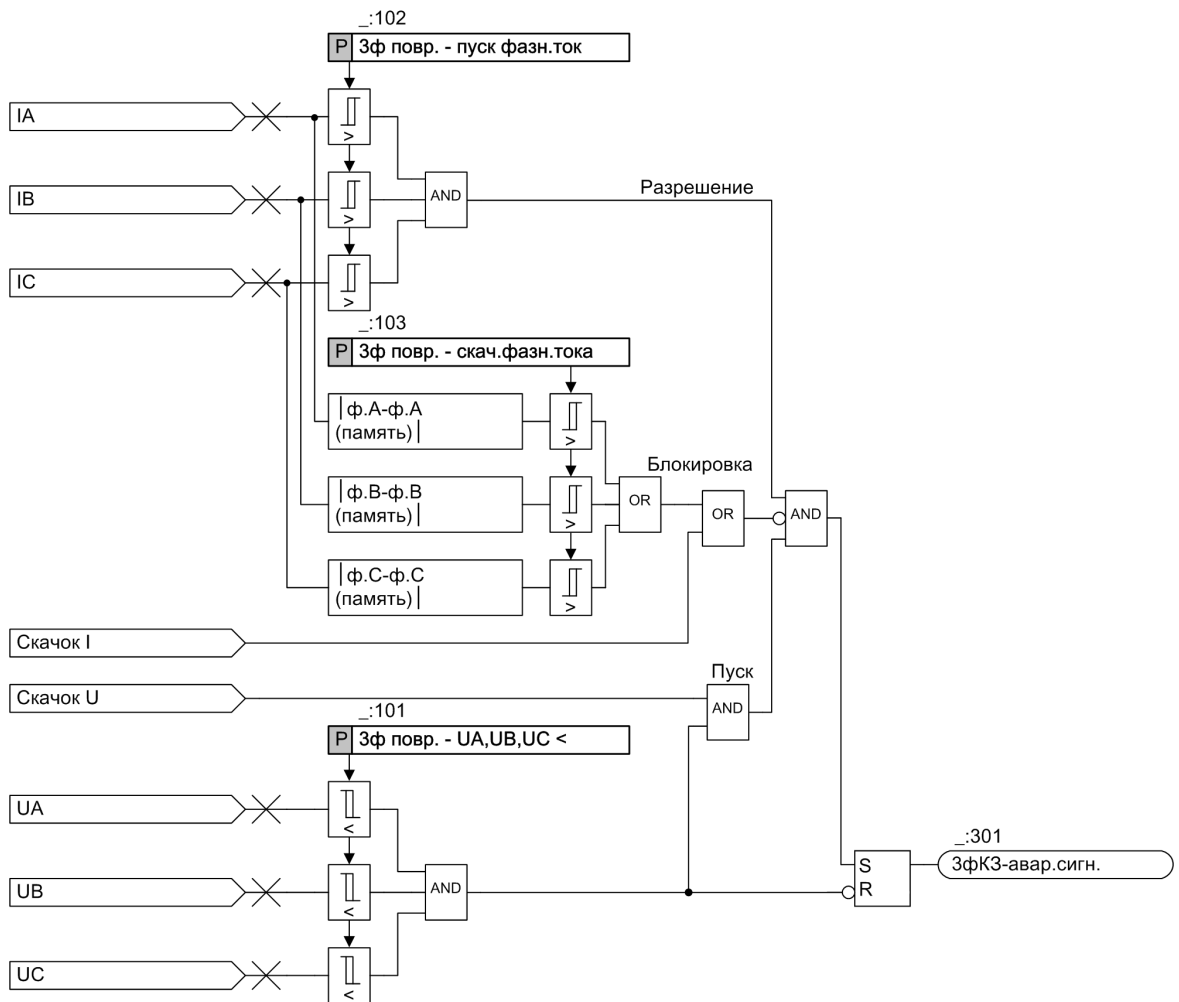 _:102
P 3ф повр. - пуск фазн.ток
IA
>
IB
>
AND
Разрешение
IC
>
_:103
P 3ф повр. - скач.фазн.тока
|ф.A-ф.A
(память)|
>
Блокировка
|ф.B-ф.B
(память)|
>
OR
OR
AND
|ф.C-ф.C
(память)|
>
Скачок I
Скачок U
Пуск
AND
_:101
P 3ф повр. - UA,UB,UC <
UA
<
UB
<
AND
_:301
S
R
3фКЗ-авар.сигн.
UC
<